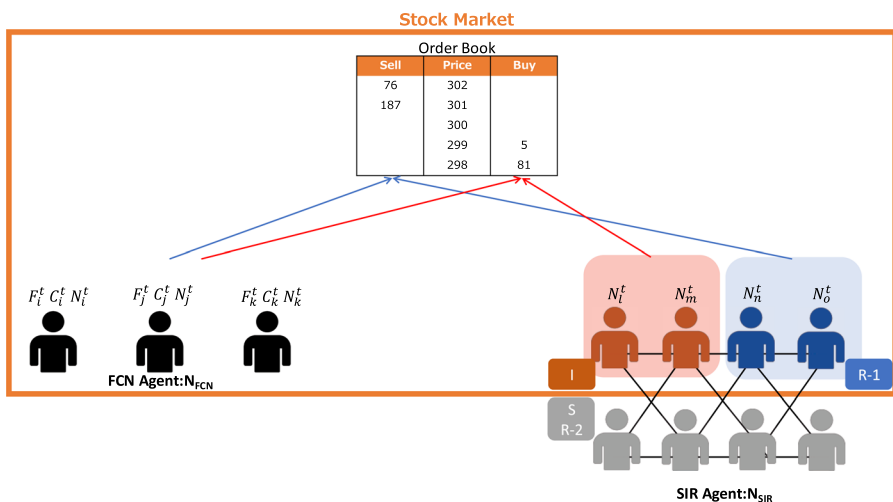 Stock Market
Order Book
Sell Price Buy
76 302
187 301
300
299 5
298 81
F_i^t C_i^t N_i^t
F_j^t C_j^t N_j^t
F_k^t C_k^t N_k^t
N_l^t
N_m^t
N_n^t
N_o^t
FCN Agent:N_FCN
I
R-1
S
R-2
SIR Agent:N_SIR